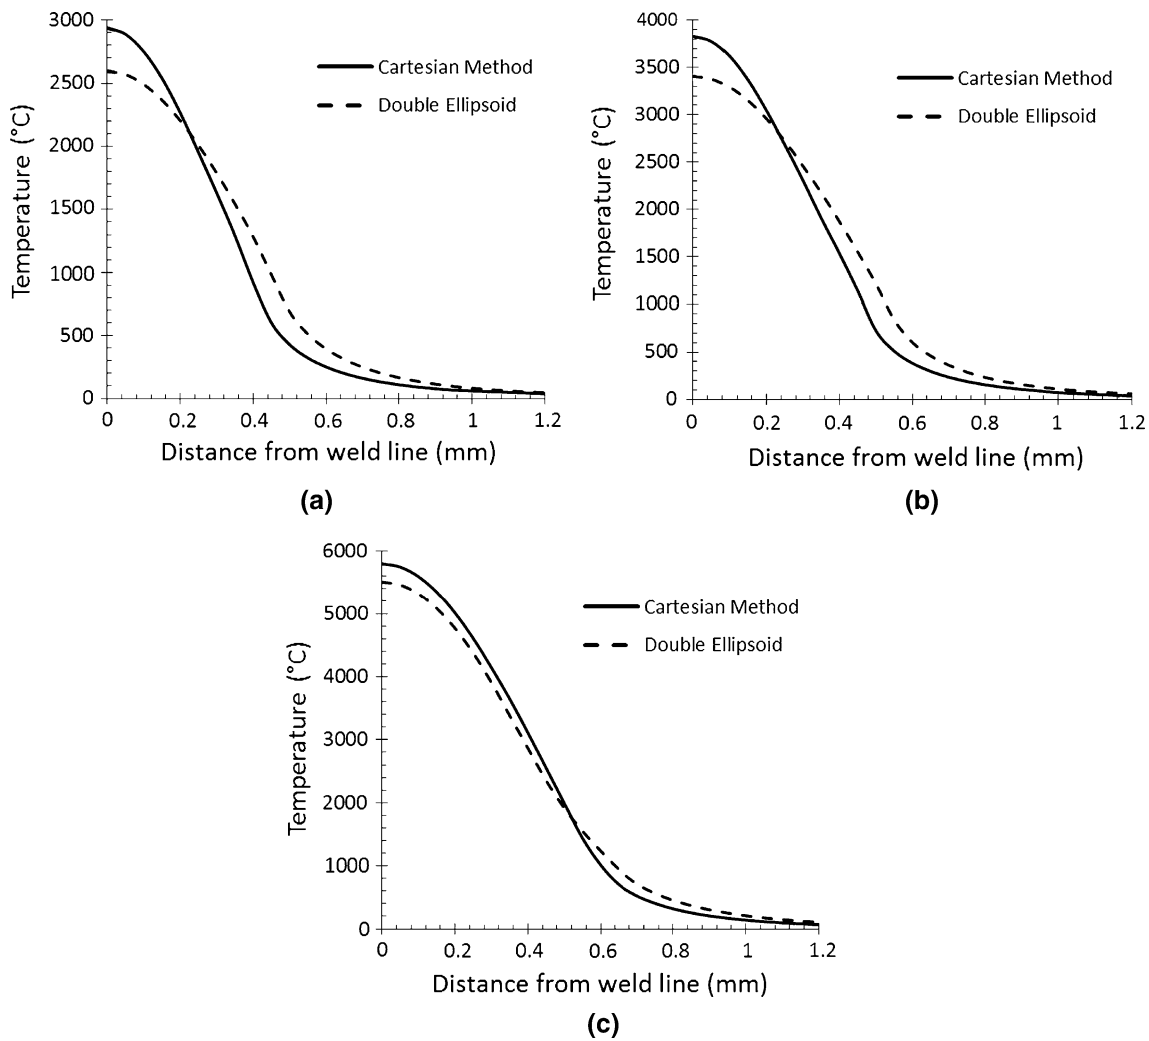 3000
2500
2000
1500
1000
500
0
Temperature (°C)
Cartesian Method
Double Ellipsoid
0 0.2 0.4 0.6 0.8 1 1.2
Distance from weld line (mm)
(a)
4000
3500
3000
2500
2000
1500
1000
500
0
Temperature (°C)
Cartesian Method
Double Ellipsoid
0 0.2 0.4 0.6 0.8 1 1.2
Distance from weld line (mm)
(b)
6000
5000
4000
3000
2000
1000
0
Temperature (°C)
Cartesian Method
Double Ellipsoid
0 0.2 0.4 0.6 0.8 1 1.2
Distance from weld line (mm)
(c)